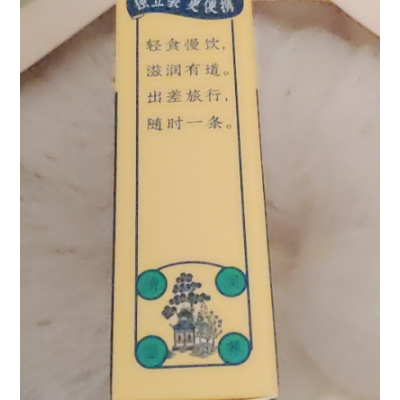 独立装 更便携
轻食慢饮，
滋润有道。
出差旅行，
随时一条。